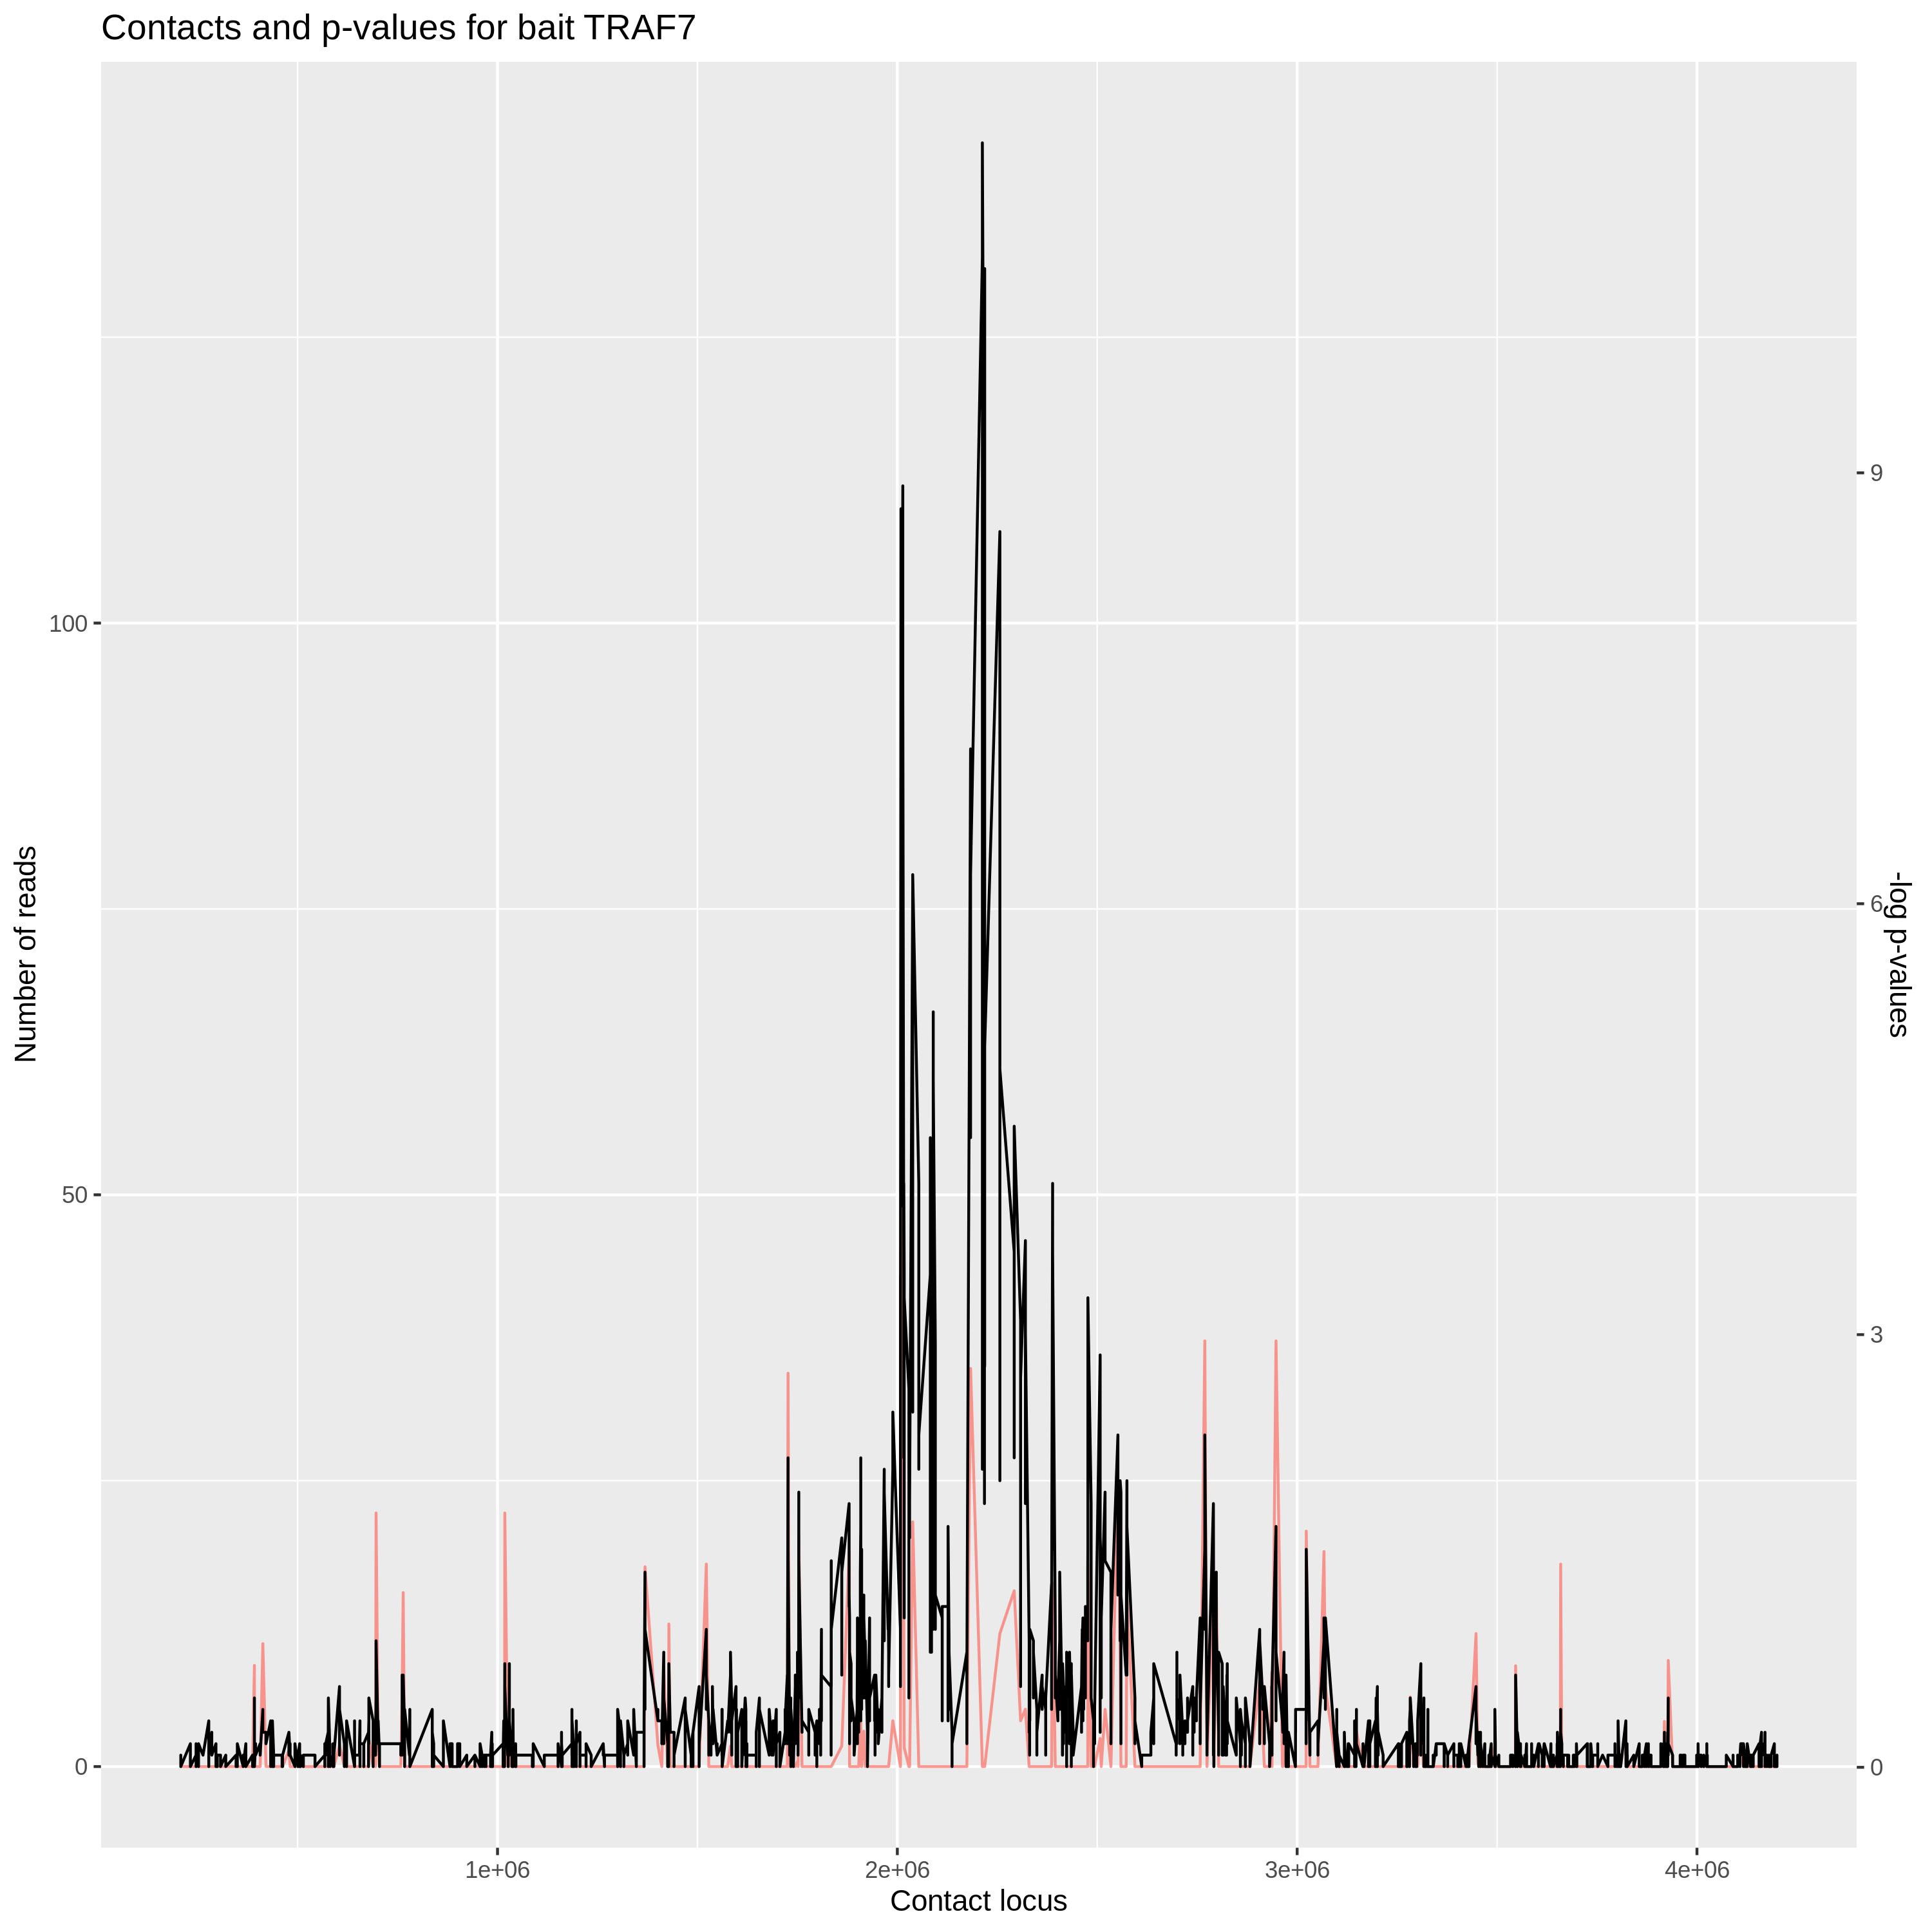 Contacts and p-values for bait TRAF7
100
50
0
Number of reads
9
6
3
0
-log p-values
1e+06
2e+06
3e+06
4e+06
Contact locus